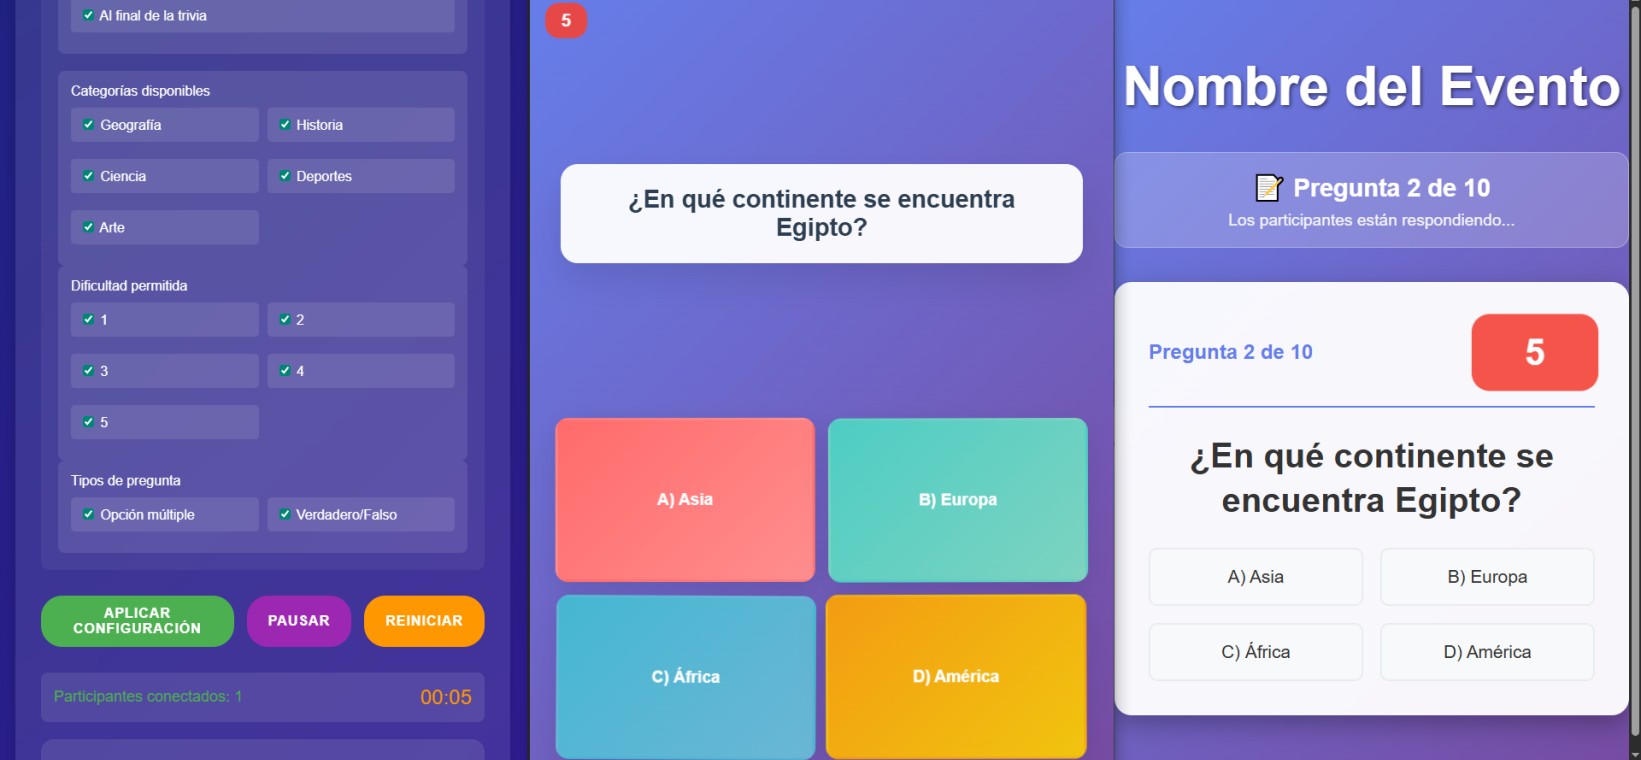 Al final de la trivia
Categorías disponibles
Geografía
Historia
Ciencia
Deportes
Arte
Dificultad permitida
1
2
3
4
5
Tipos de pregunta
Opción múltiple
Verdadero/Falso
APLICAR
CONFIGURACIÓN
PAUSAR
REINICIAR
Participantes conectados: 1
00:05
5
¿En qué continente se encuentra
Egipto?
A) Asia
B) Europa
C) África
D) América
Nombre del Evento
Pregunta 2 de 10
Los participantes están respondiendo...
Pregunta 2 de 10
5
¿En qué continente se
encuentra Egipto?
A) Asia
B) Europa
C) África
D) América